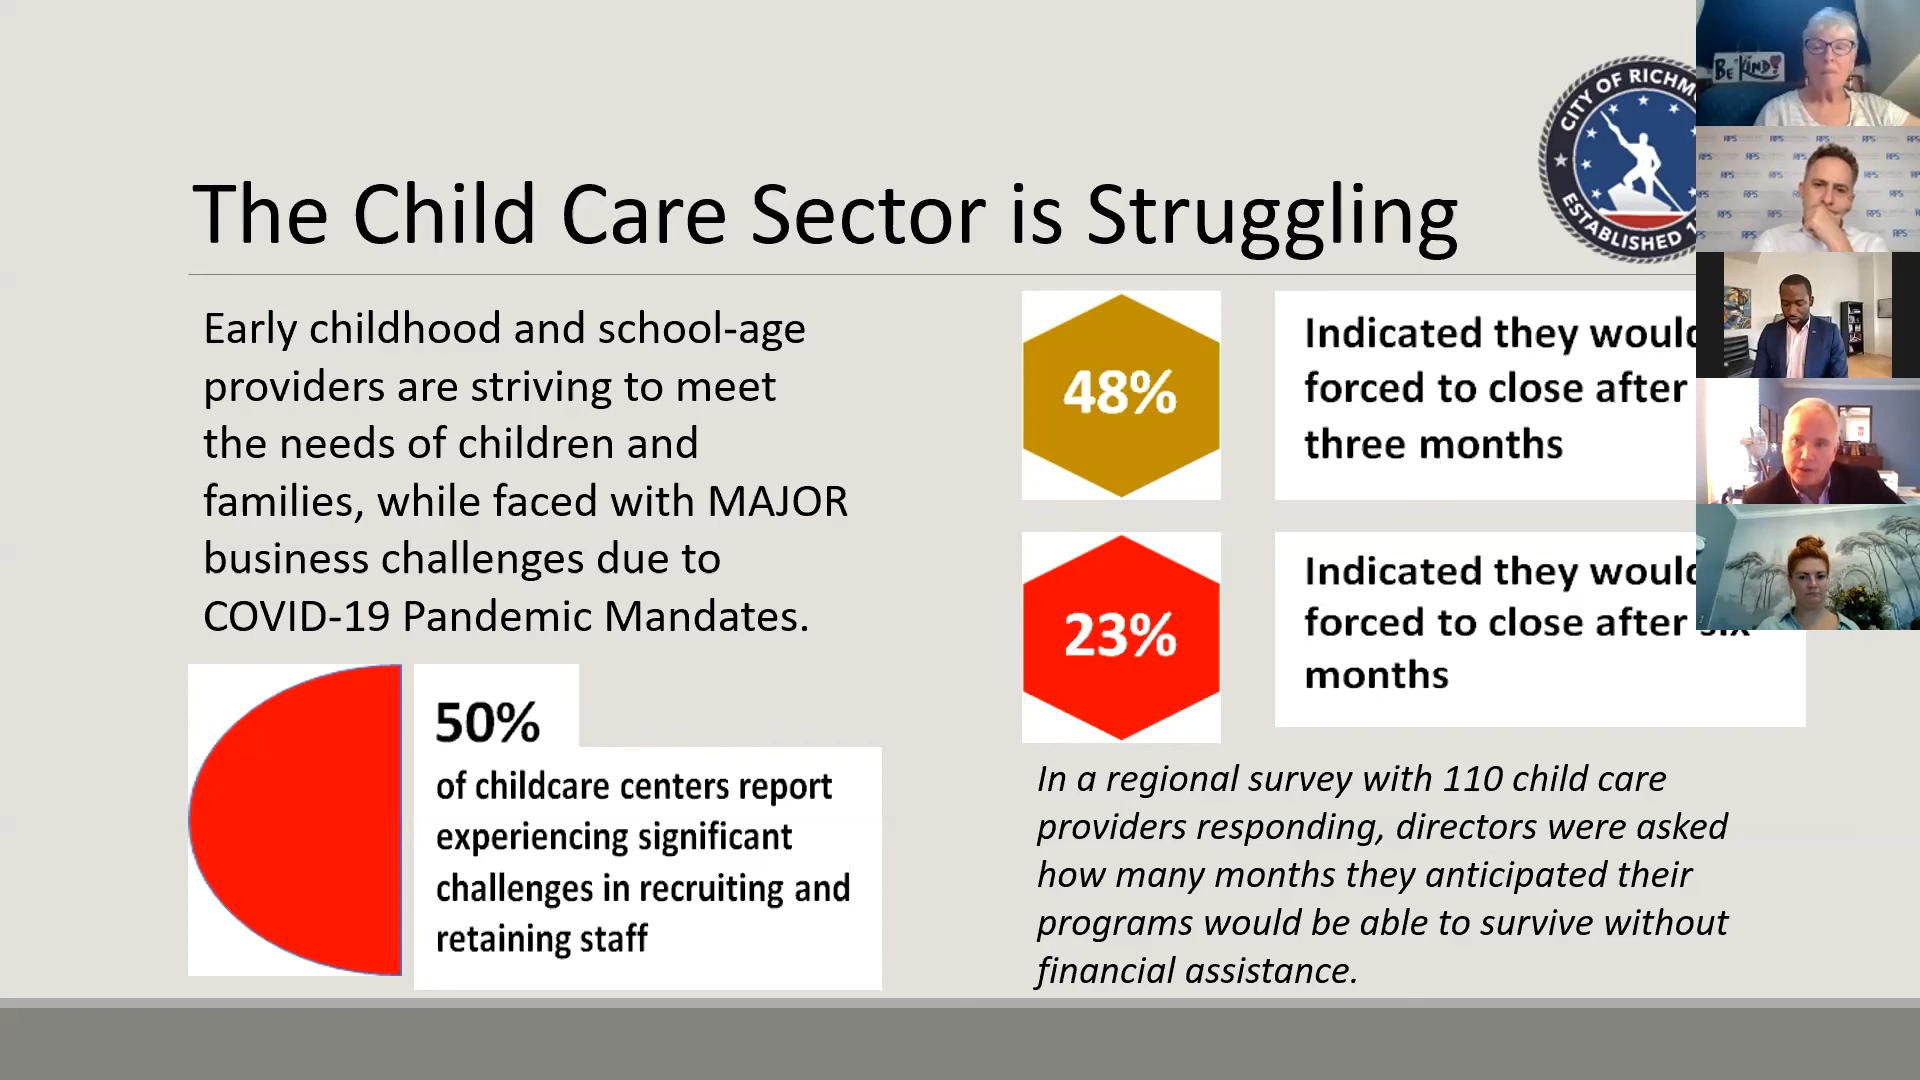 The Child Care Sector is Struggling
CITY OF RICHM
ESTABLISHED 1
Early childhood and school-age
providers are striving to meet
the needs of children and
families, while faced with MAJOR
business challenges due to
COVID-19 Pandemic Mandates.
50%
of childcare centers report
experiencing significant
challenges in recruiting and
retaining staff
48%
Indicated they would
forced to close after
three months
23%
Indicated they would
forced to close after six
months
In a regional survey with 110 child care
providers responding, directors were asked
how many months they anticipated their
programs would be able to survive without
financial assistance.
BE KIND!
RPS